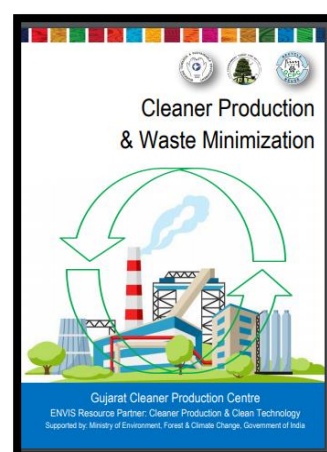 Cleaner Production
& Waste Minimization
Gujarat Cleaner Production Centre
ENVIS Resource Partner: Cleaner Production & Clean Technology
Supported by: Ministry of Environment, Forest & Climate Change, Government of India